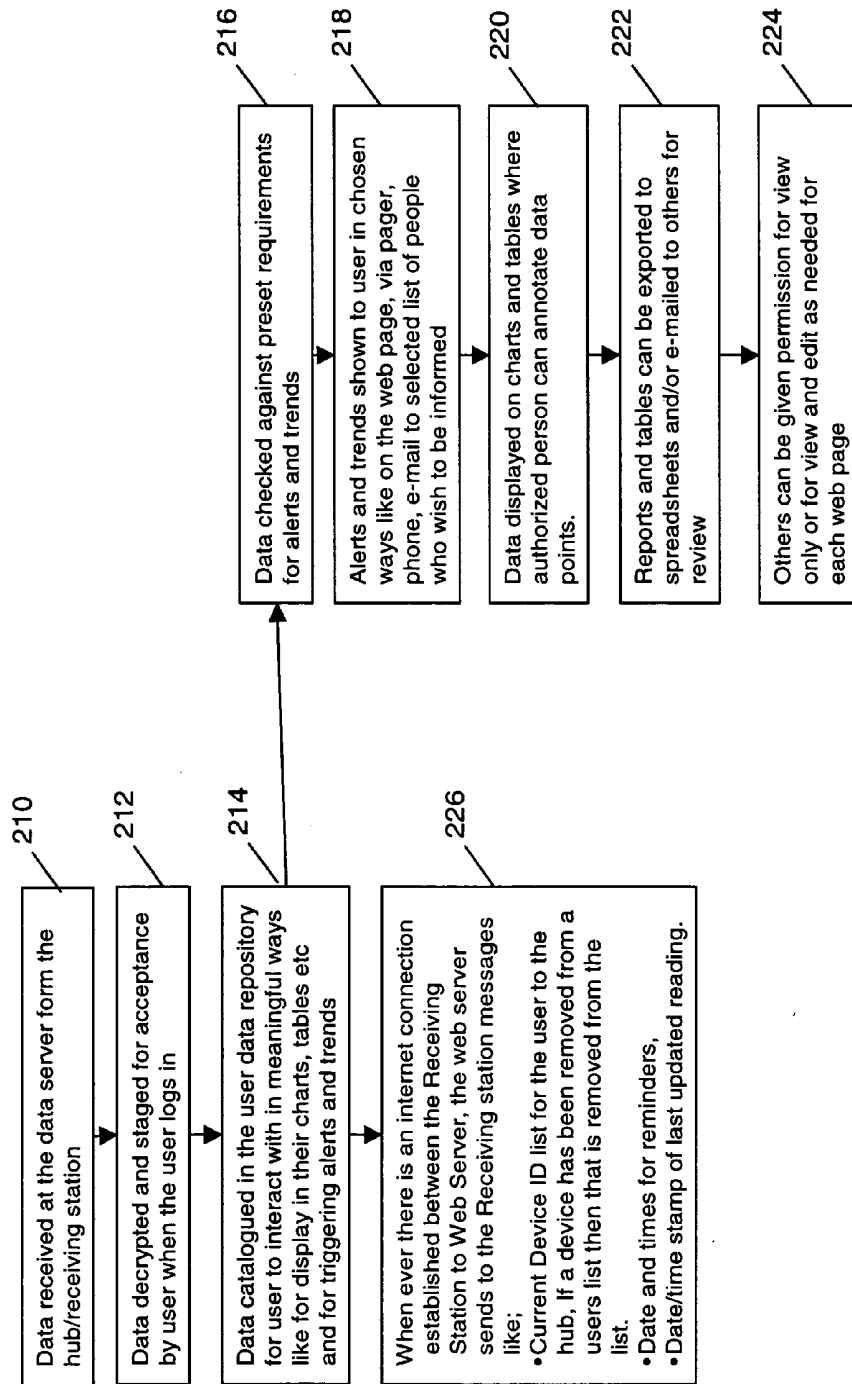 210
Data received at the data server form the
hub/receiving station
212
Data decrypted and staged for acceptance
by user when the user logs in
214
Data catalogued in the user data repository
for user to interact with in meaningful ways
like for display in their charts, tables etc
and for triggering alerts and trends
226
When ever there is an internet connection
established between the Receiving
Station to Web Server, the web server
sends to the Receiving station messages
like;
•Current Device ID list for the user to the
hub, If a device has been removed from a
users list then that is removed from the
list.
•Date and times for reminders,
•Date/time stamp of last updated reading.
216
Data checked against preset requirements
for alerts and trends
218
Alerts and trends shown to user in chosen
ways like on the web page, via pager,
phone, e-mail to selected list of people
who wish to be informed
220
Data displayed on charts and tables where
authorized person can annotate data
points.
222
Reports and tables can be exported to
spreadsheets and/or e-mailed to others for
review
224
Others can be given permission for view
only or for view and edit as needed for
each web page